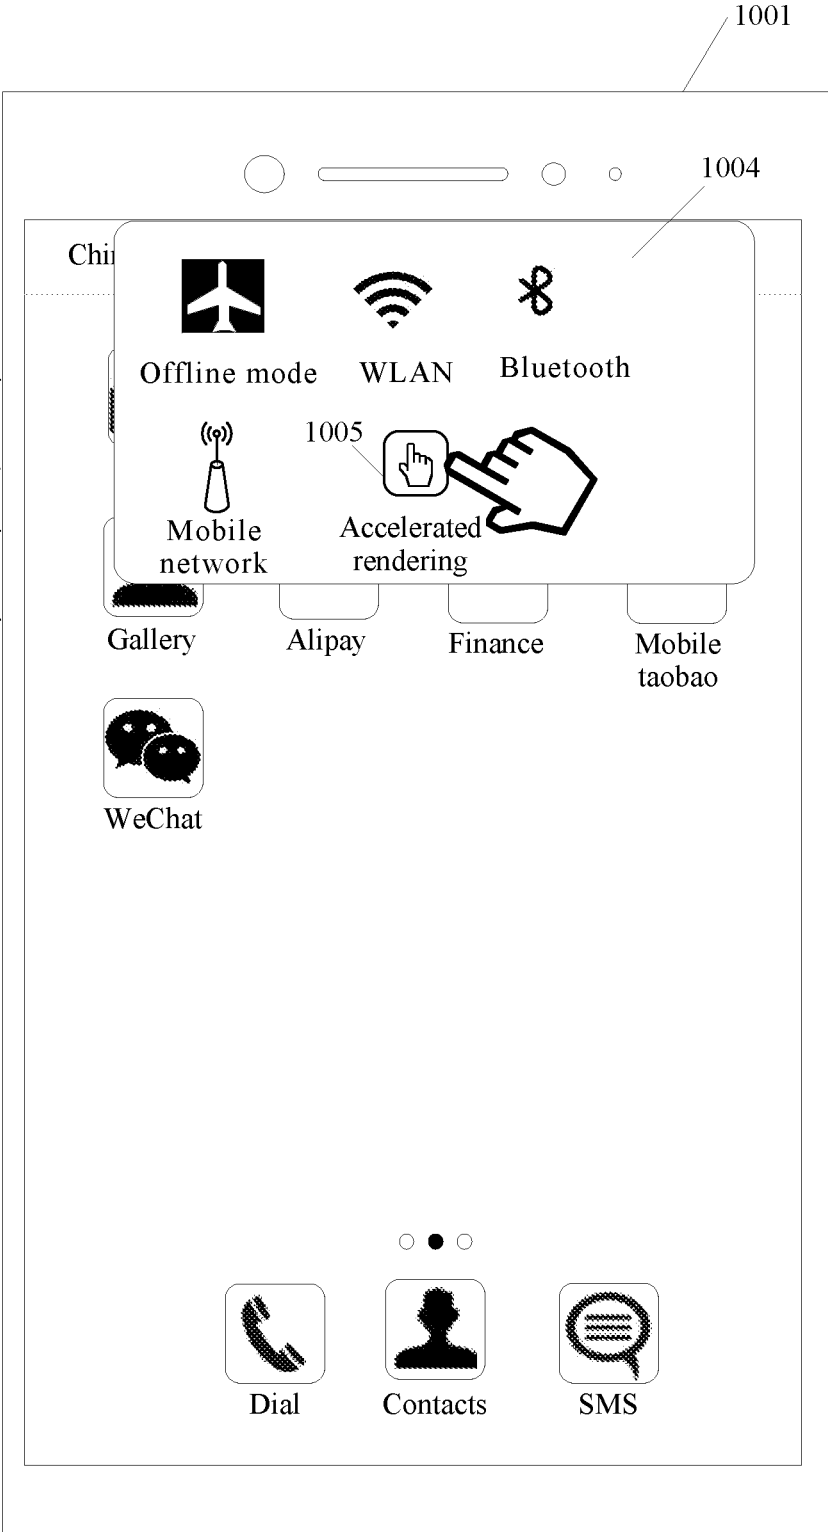 1001
1004
Chi
Offline mode WLAN Bluetooth
1005
Mobile
network
Accelerated
rendering
Gallery Alipay Finance Mobile
taobao
WeChat
Dial Contacts SMS